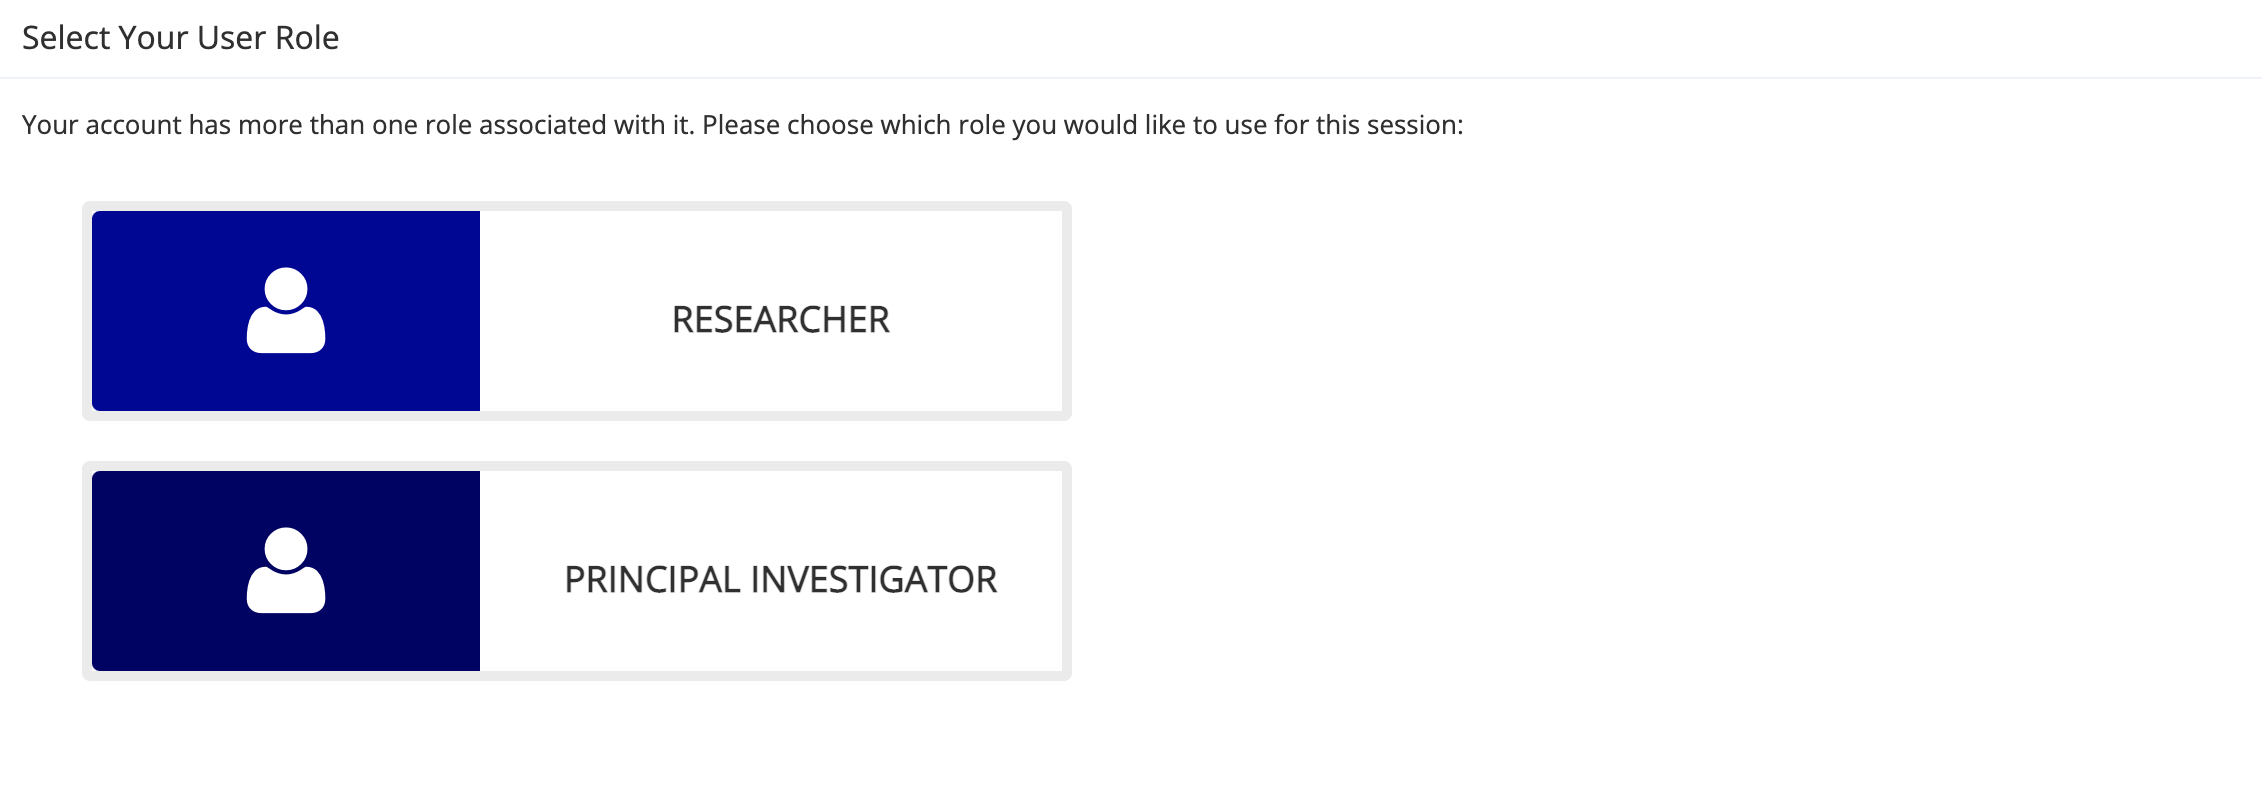 Select Your User Role
Your account has more than one role associated with it. Please choose which role you would like to use for this session:
RESEARCHER
PRINCIPAL INVESTIGATOR